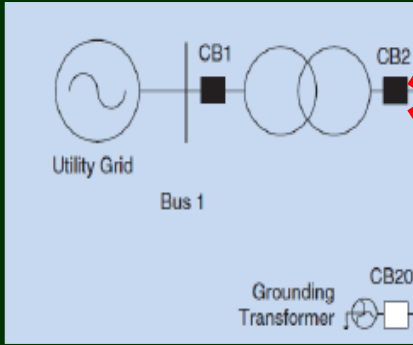 CB1
CB2
Utility Grid
Bus 1
CB20
Grounding
Transformer